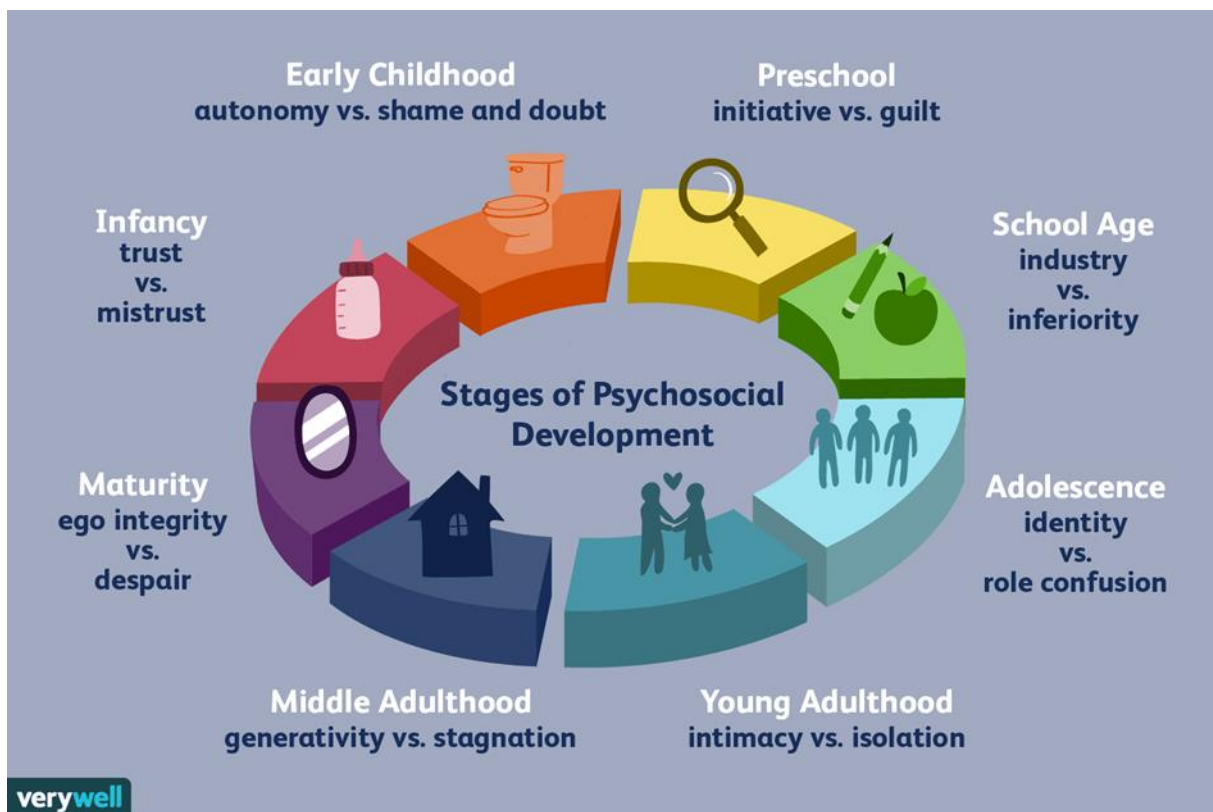 Early Childhood
autonomy vs. shame and doubt
Preschool
initiative vs. guilt
Infancy
trust
vs.
mistrust
School Age
industry
vs.
inferiority
Stages of Psychosocial
Development
Maturity
ego integrity
vs.
despair
Adolescence
identity
vs.
role confusion
Middle Adulthood
generativity vs. stagnation
Young Adulthood
intimacy vs. isolation
verywell